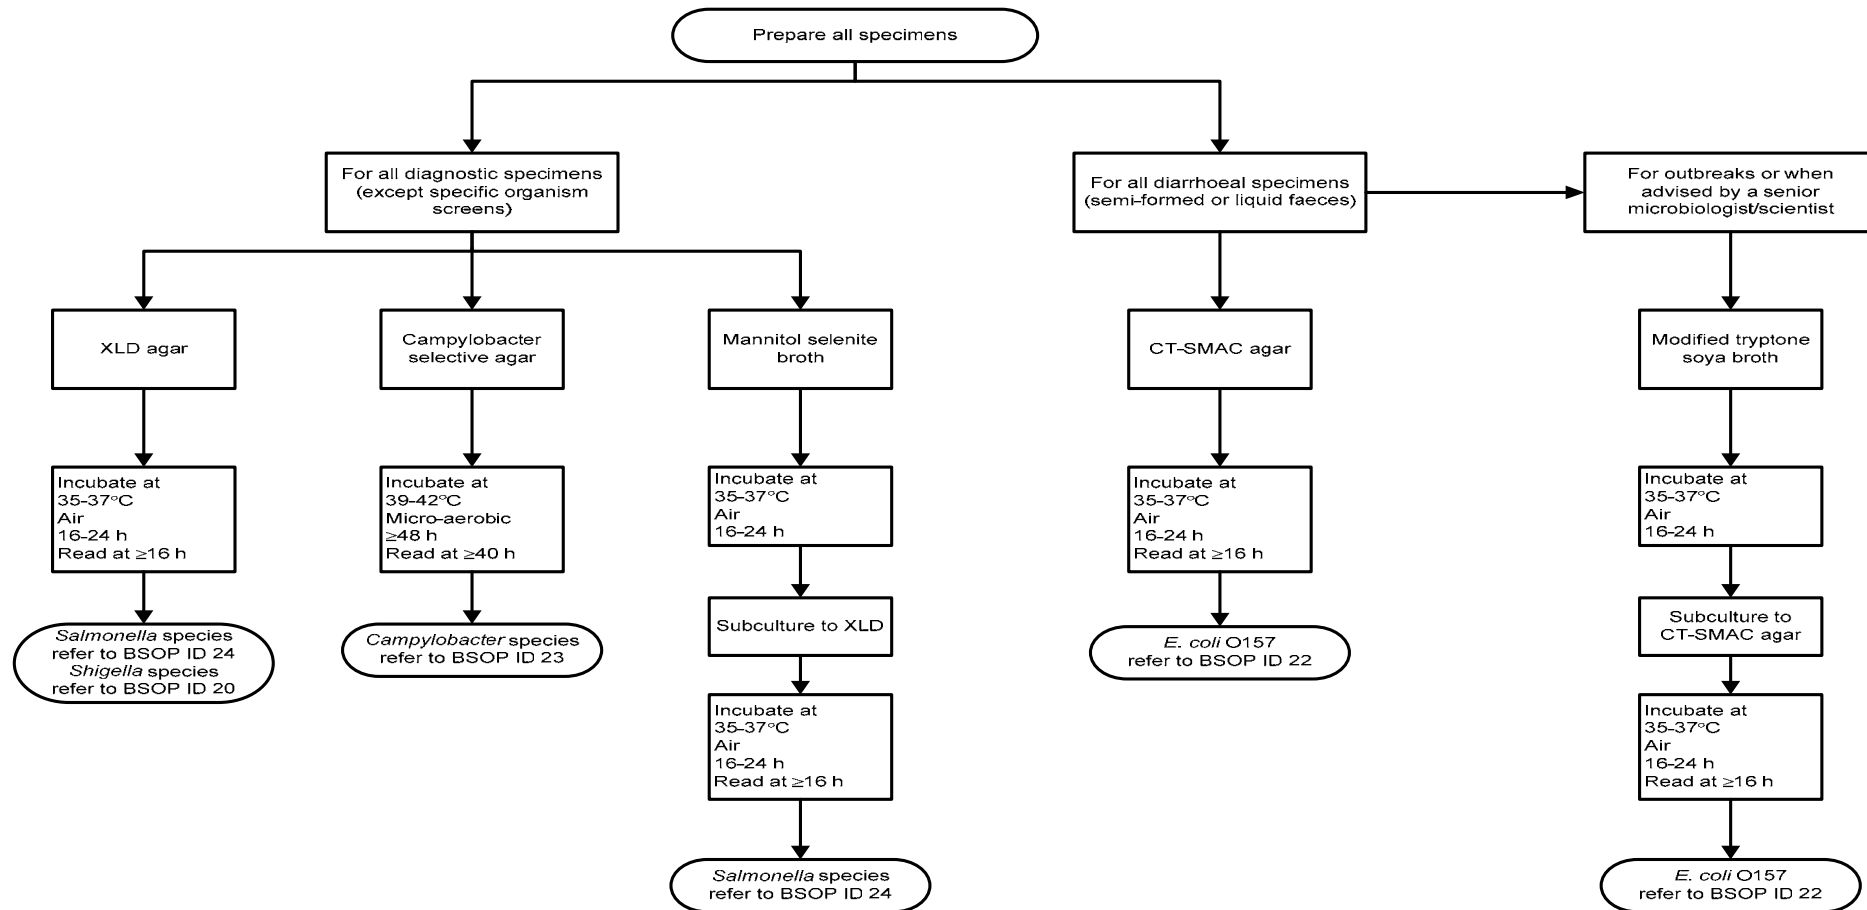 Prepare all specimens
For all diagnostic specimens
(except specific organism
screens)
For all diarrhoeal specimens
(semi-formed or liquid faeces)
For outbreaks or when
advised by a senior
microbiologist/scientist
XLD agar
Campylobacter
selective agar
Mannitol selenite
broth
CT-SMAC agar
Modified tryptone
soya broth
Incubate at
35-37°C
Air
16-24 h
Read at ≥16 h
Incubate at
39-42°C
Micro-aerobic
≥48 h
Read at ≥40 h
Incubate at
35-37°C
Air
16-24 h
Incubate at
35-37°C
Air
16-24 h
Read at ≥16 h
Incubate at
35-37°C
Air
16-24 h
Salmonella species
refer to BSOP ID 24
Shigella species
refer to BSOP ID 20
Campylobacter species
refer to BSOP ID 23
Subculture to XLD
E. coli O157
refer to BSOP ID 22
Subculture to
CT-SMAC agar
Incubate at
35-37°C
Air
16-24 h
Read at ≥16 h
Incubate at
35-37°C
Air
16-24 h
Read at ≥16 h
Salmonella species
refer to BSOP ID 24
E. coli O157
refer to BSOP ID 22